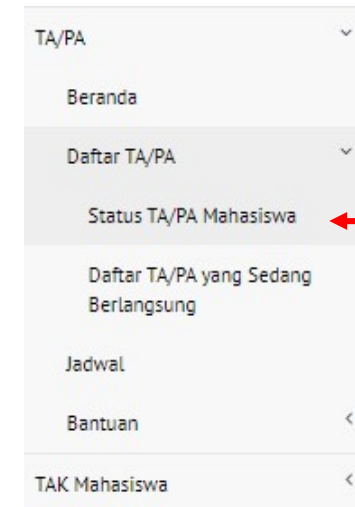 TA/PA
Beranda
Daftar TA/PA
Status TA/PA Mahasiswa
Daftar TA/PA yang Sedang
Berlangsung
Jadwal
Bantuan
TAK Mahasiswa